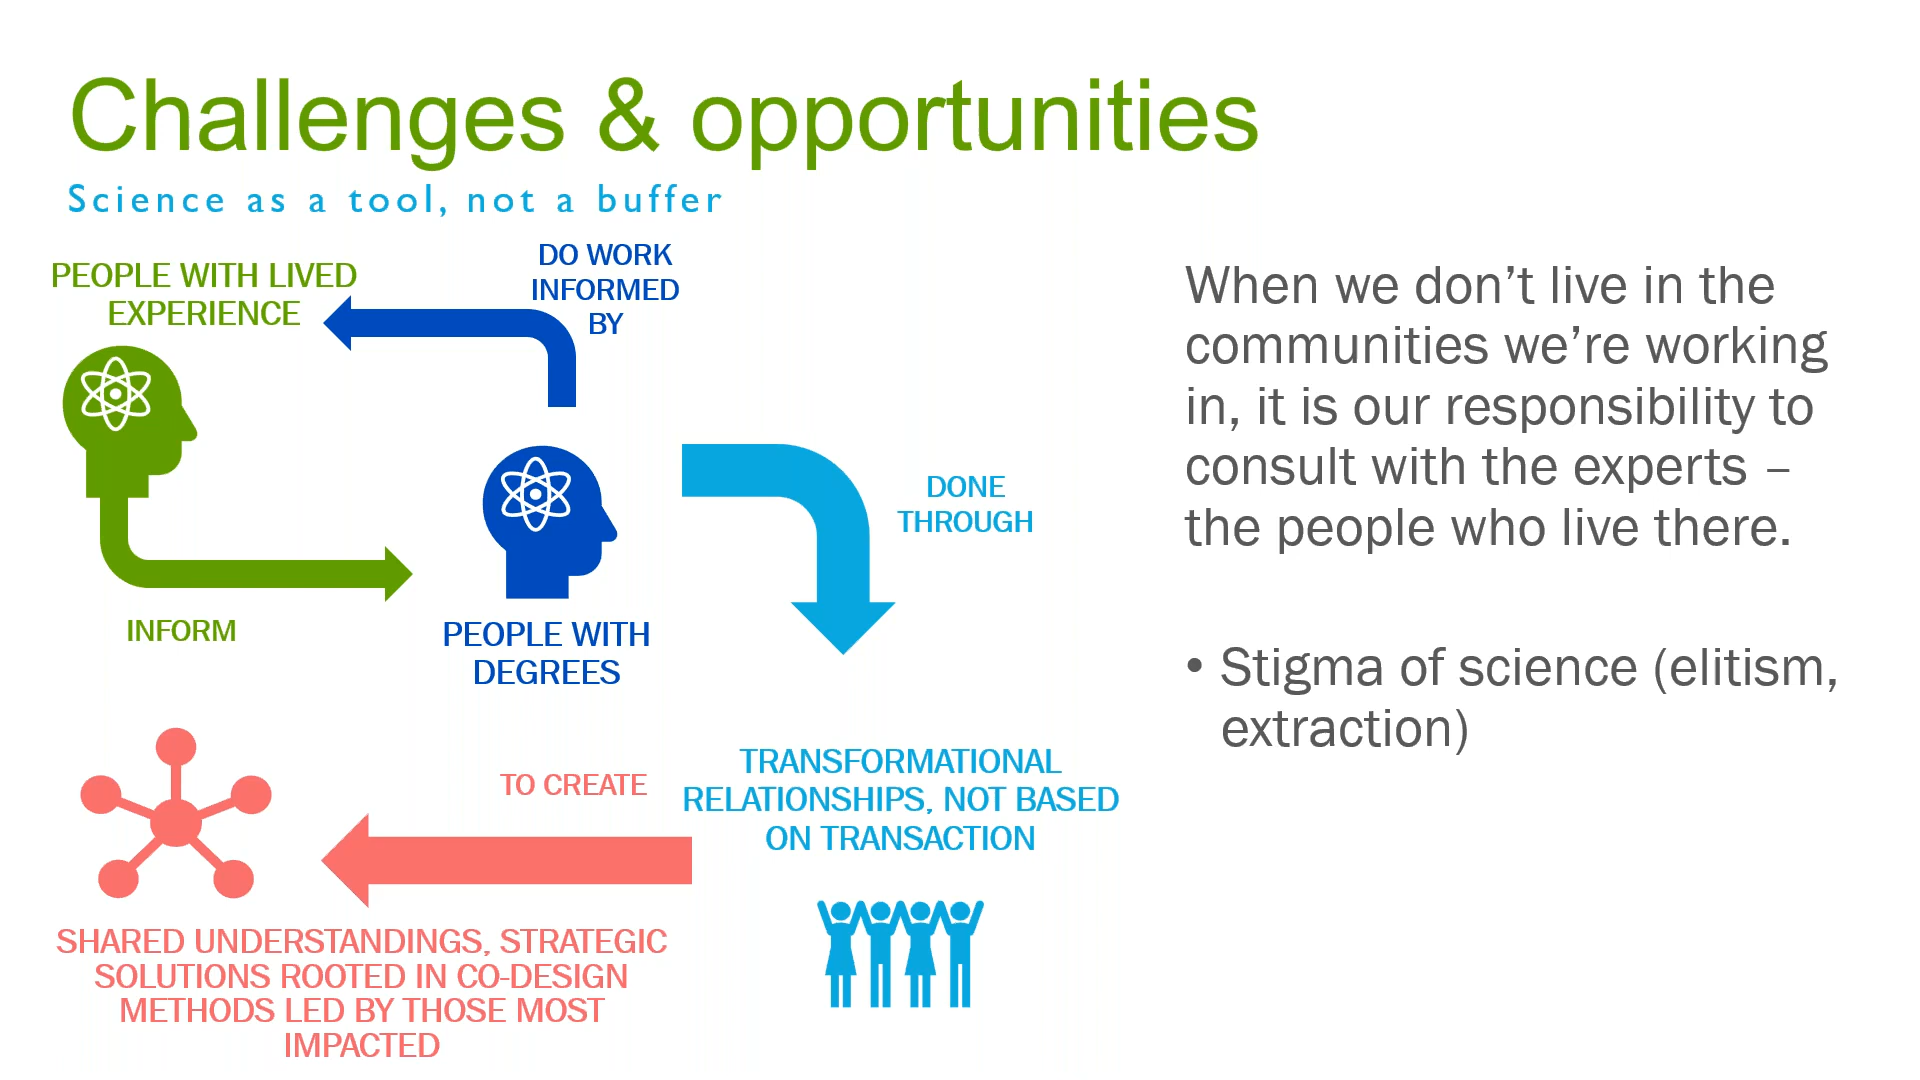 Challenges & opportunities
Science as a tool, not a buffer
PEOPLE WITH LIVED
EXPERIENCE
DO WORK
INFORMED
BY
INFORM
PEOPLE WITH
DEGREES
DONE
THROUGH
TRANSFORMATIONAL
RELATIONSHIPS, NOT BASED
ON TRANSACTION
TO CREATE
SHARED UNDERSTANDINGS, STRATEGIC
SOLUTIONS ROOTED IN CO-DESIGN
METHODS LED BY THOSE MOST
IMPACTED
When we don’t live in the
communities we’re working
in, it is our responsibility to
consult with the experts –
the people who live there.
• Stigma of science (elitism,
extraction)